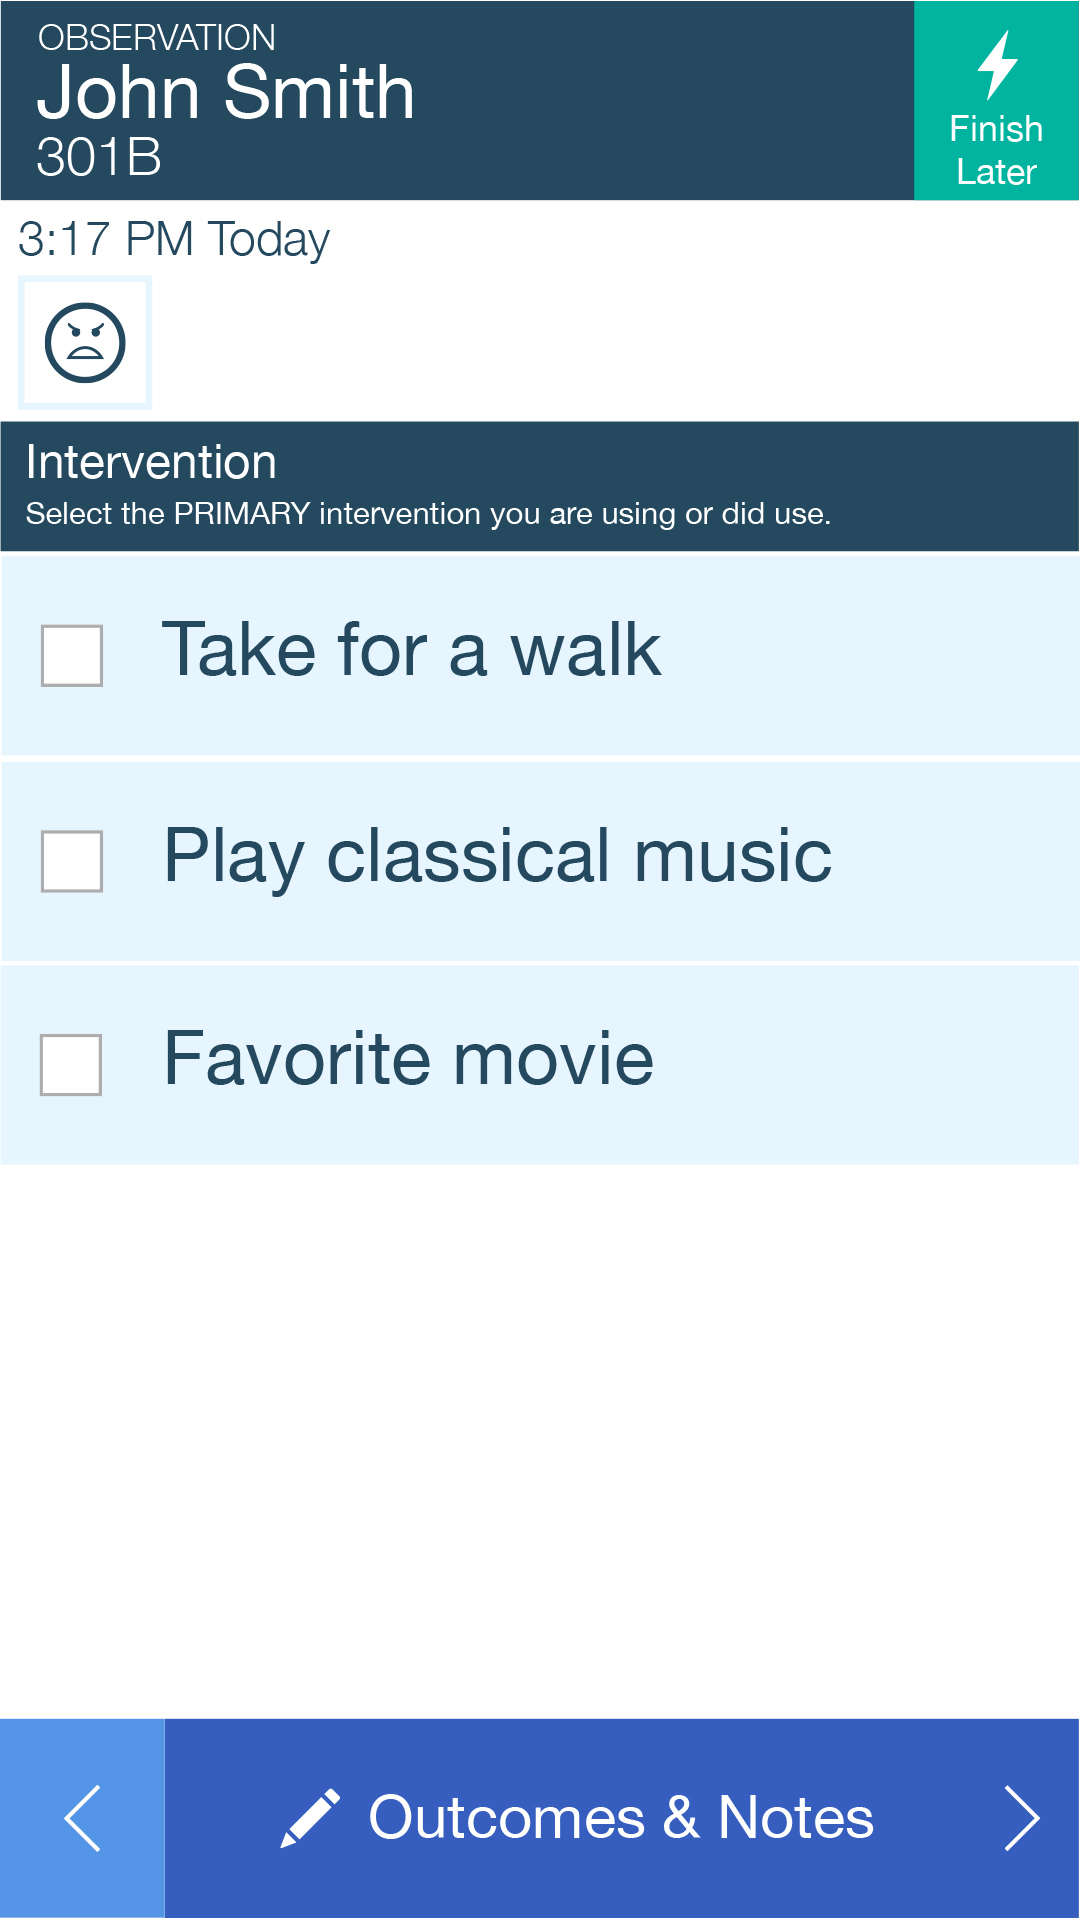 OBSERVATION
John Smith
301B
Finish
Later
3:17 PM Today
Intervention
Select the PRIMARY intervention you are using or did use.
Take for a walk
Play classical music
Favorite movie
Outcomes & Notes